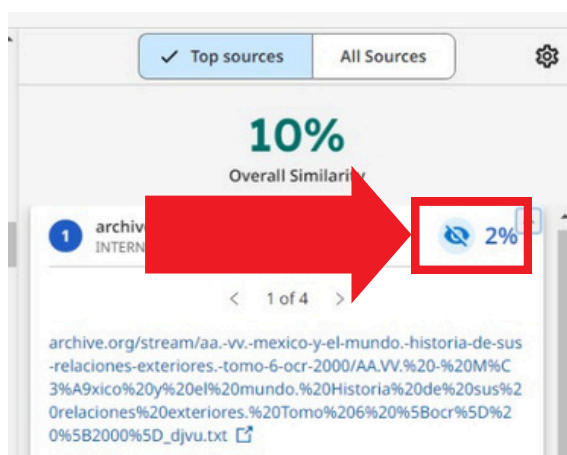 Top sources All Sources
10%
Overall Similarity
1 archiv
INTERN
2%
1 of 4
archive.org/stream/aa.-vv.-mexico-y-el-mundo.-historia-de-sus
-relaciones-exteriores.-tomo-6-ocr-2000/AA.VV.%20-%20M%C
3%A9xico%20y%20el%20mundo.%20Historia%20de%20sus%2
0relaciones%20exteriores.%20Tomo%206%20%5Bocr%5D%2
0%5B2000%5D_djvu.txt